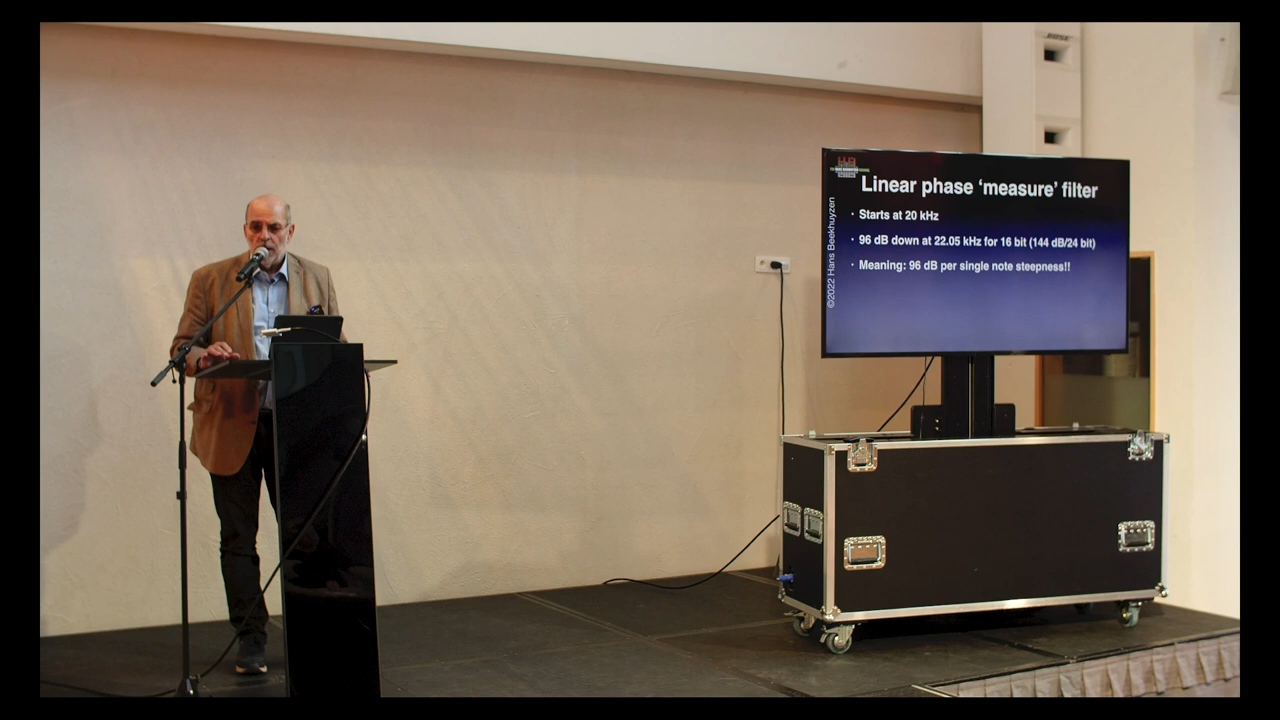 BOSE
Linear phase ‘measure’ filter
· Starts at 20 kHz
· 96 dB down at 22.05 kHz for 16 bit (144 dB/24 bit)
· Meaning: 96 dB per single note steepness!!
©2022 Hans Beekhuyzen